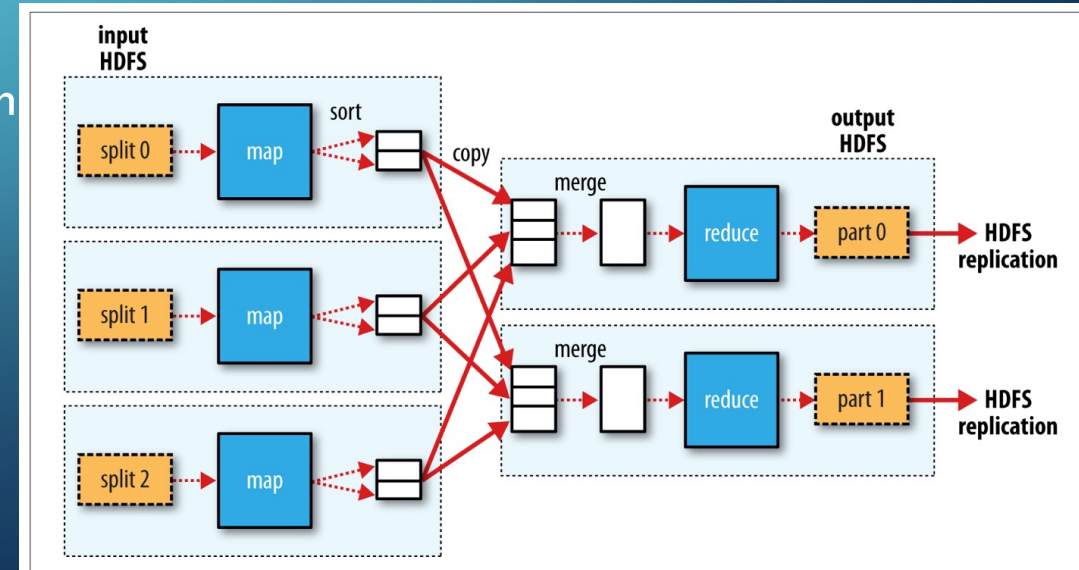 input
HDFS
n
sort
split 0
map
copy
output
HDFS
merge
reduce
part 0
HDFS
replication
split 1
map
merge
reduce
part 1
HDFS
replication
split 2
map